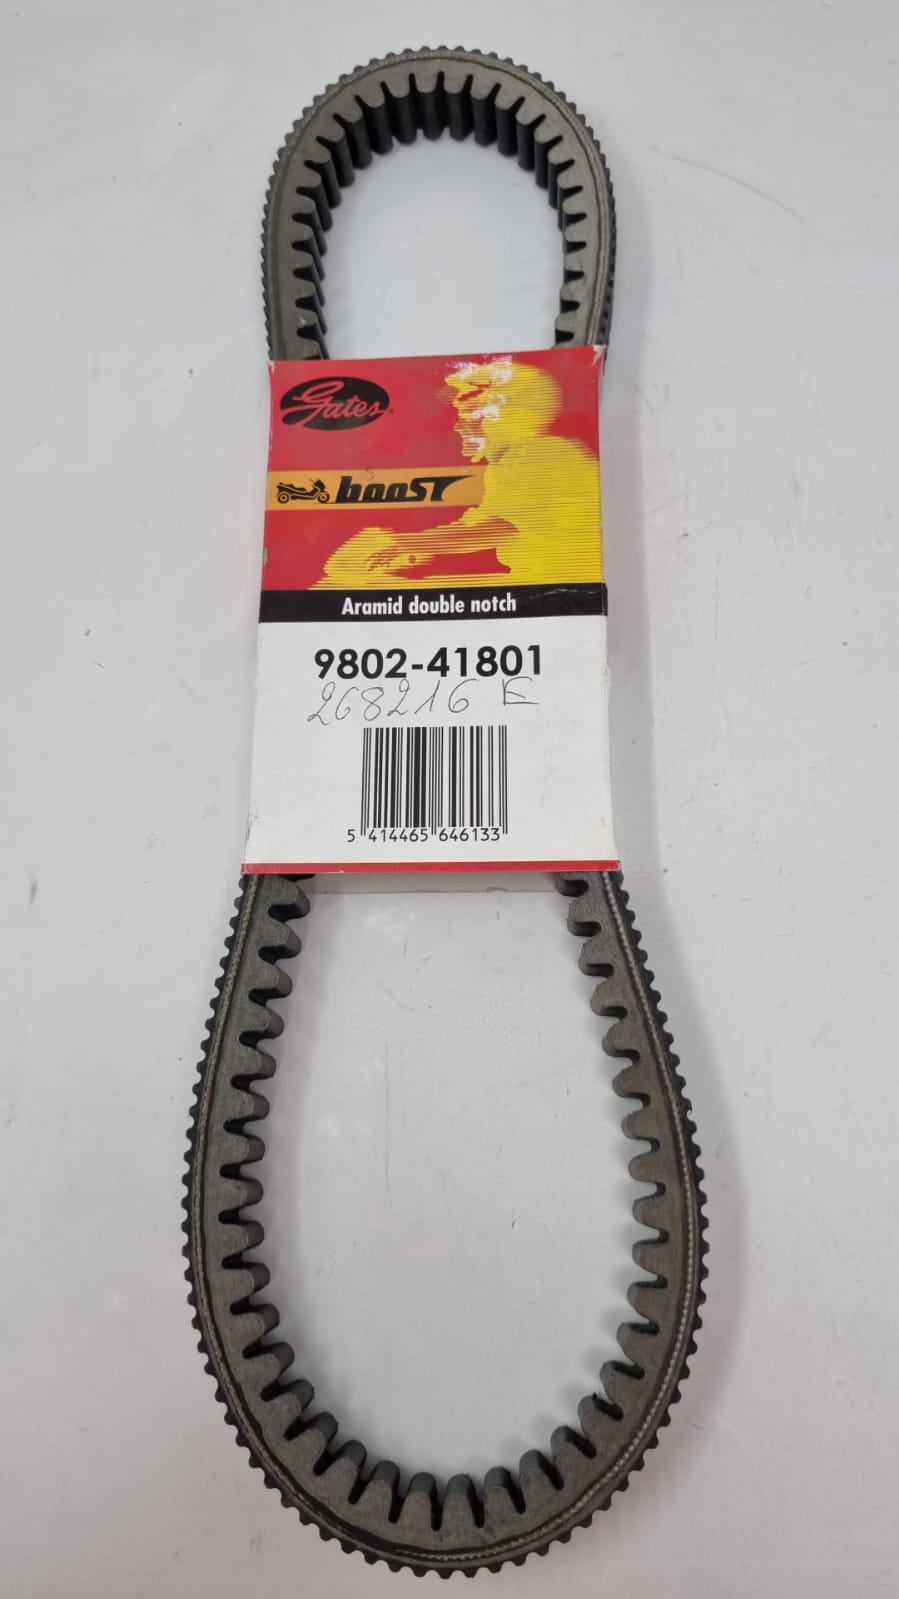 Gates
boost
Aramid double notch
9802-41801
268216 E
5 414465 646133